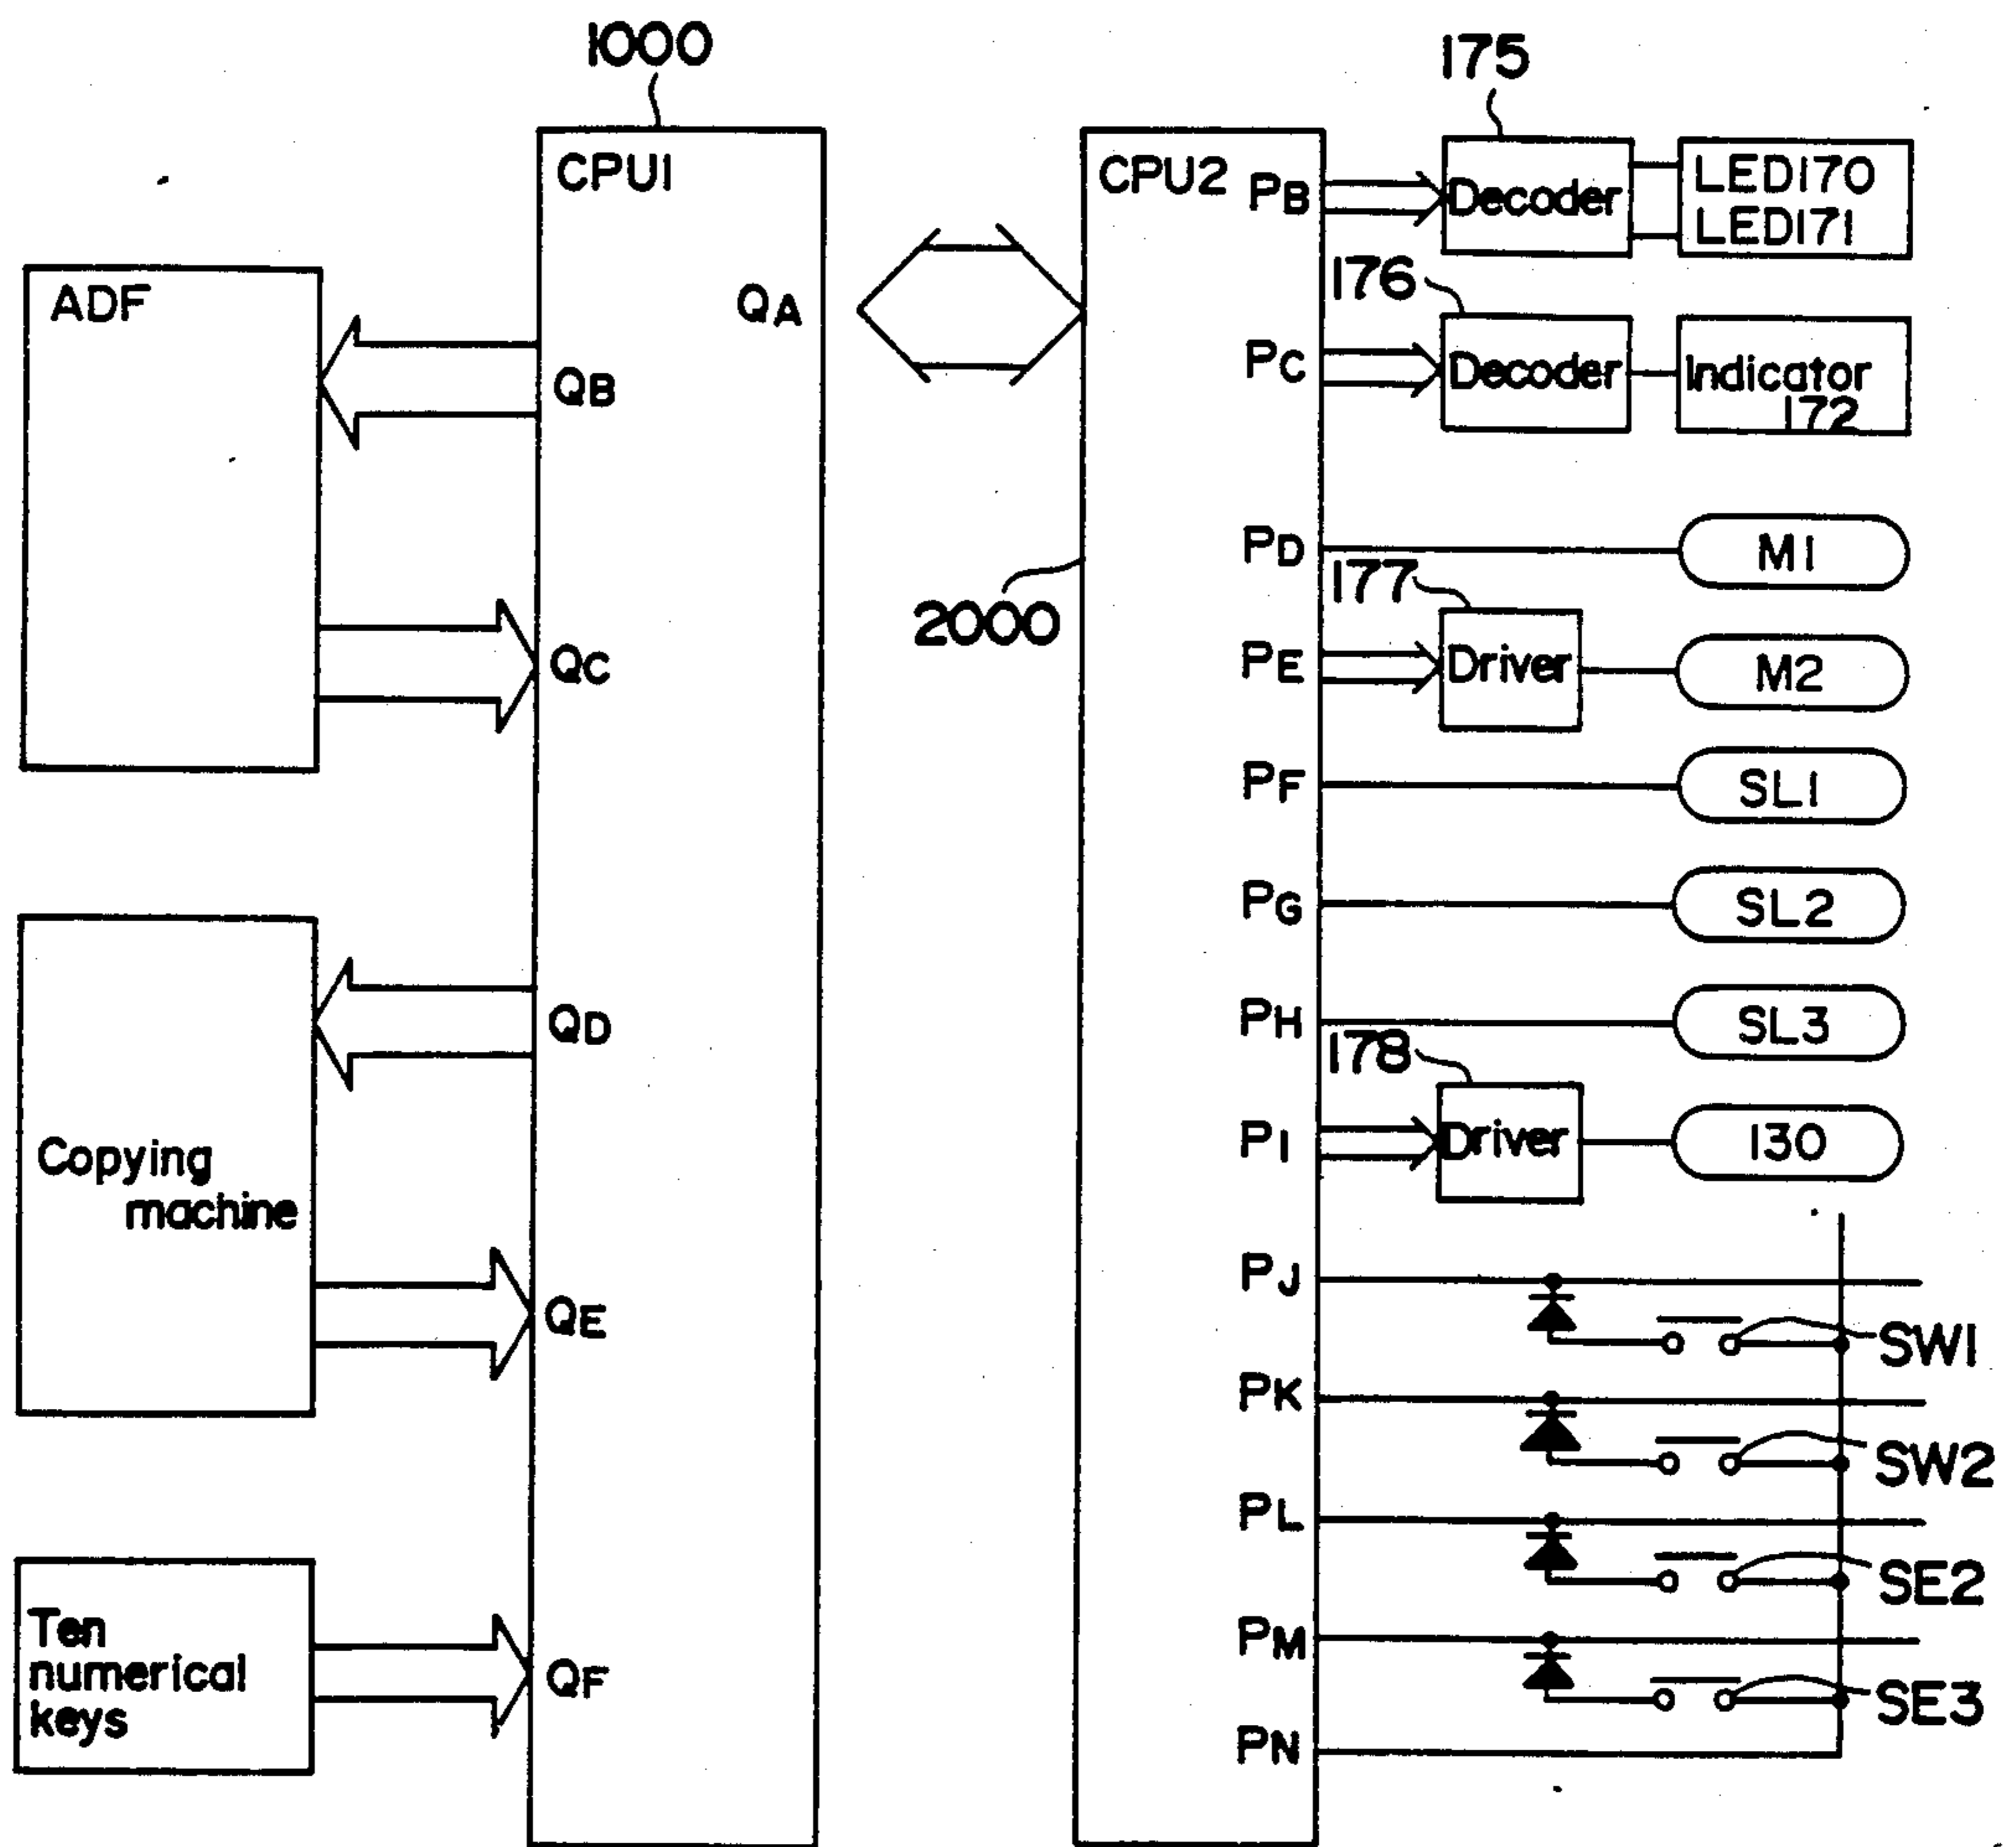 1000
175
CPU1
CPU2
PB
Decoder
LED170
LED171
ADF
QA
176
QB
PC
Decoder
Indicator
172
PD
M1
177
2000
QC
PE
Driver
M2
PF
SL1
PG
SL2
QD
PH
SL3
178
Copying
machine
PI
Driver
130
QE
PJ
SW1
PK
SW2
PL
SE2
Ten
numerical
keys
QF
PM
SE3
PN